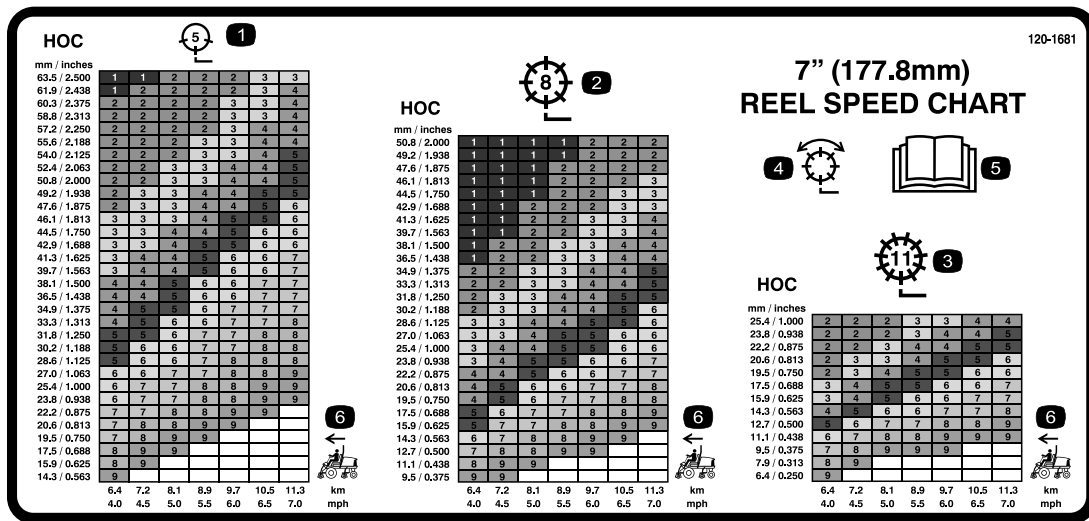 120-1681
7” (177.8mm)
REEL SPEED CHART
4
5
HOC
5
1
mm / inches
63.5 / 2.500 1 1 2 2 2 3 3
61.9 / 2.438 1 2 2 2 2 3 4
60.3 / 2.375 2 2 2 2 3 3 4
58.8 / 2.313 2 2 2 2 3 3 4
57.2 / 2.250 2 2 2 2 3 4 4
55.6 / 2.188 2 2 2 3 3 4 4
54.0 / 2.125 2 2 2 3 3 4 5
52.4 / 2.063 2 2 3 3 4 4 5
50.8 / 2.000 2 2 3 3 4 4 5
49.2 / 1.938 2 3 3 4 4 5 5
47.6 / 1.875 2 3 3 4 4 5 6
46.1 / 1.813 3 3 3 4 5 5 6
44.5 / 1.750 3 3 4 4 5 6 6
42.9 / 1.688 3 3 4 5 5 6 6
41.3 / 1.625 3 4 4 5 6 6 7
39.7 / 1.563 3 4 4 5 6 6 7
38.1 / 1.500 4 4 5 6 6 7 7
36.5 / 1.438 4 4 5 6 6 7 7
34.9 / 1.375 4 5 5 6 7 7 7
33.3 / 1.313 4 5 6 6 7 7 8
31.8 / 1.250 5 5 6 6 7 8 8
30.2 / 1.188 5 6 6 7 7 8 8
28.6 / 1.125 5 6 6 7 8 8 8
27.0 / 1.063 6 6 7 7 8 8 9
25.4 / 1.000 6 7 7 8 8 9 9
23.8 / 0.938 6 7 7 8 8 9 9
22.2 / 0.875 7 7 8 8 9 9
20.6 / 0.813 7 8 8 9 9
19.5 / 0.750 7 8 9 9
17.5 / 0.688 8 9 9
15.9 / 0.625 8 9
14.3 / 0.563 9
6
6.4 7.2 8.1 8.9 9.7 10.5 11.3 km
4.0 4.5 5.0 5.5 6.0 6.5 7.0 mph
8
2
HOC
mm / inches
50.8 / 2.000 1 1 1 1 2 2 2
49.2 / 1.938 1 1 1 1 2 2 2
47.6 / 1.875 1 1 1 2 2 2 2
46.1 / 1.813 1 1 1 2 2 2 3
44.5 / 1.750 1 1 1 2 2 3 3
42.9 / 1.688 1 1 2 2 2 3 3
41.3 / 1.625 1 1 2 2 2 3 4
39.7 / 1.563 1 1 2 2 3 3 4
38.1 / 1.500 1 2 2 3 3 4 4
36.5 / 1.438 1 2 2 3 3 4 4
34.9 / 1.375 2 2 3 3 4 4 5
33.3 / 1.313 2 2 3 3 4 4 5
31.8 / 1.250 2 3 3 4 4 5 5
30.2 / 1.188 2 3 3 4 4 5 6
28.6 / 1.125 3 3 4 4 5 5 6
27.0 / 1.063 3 3 4 5 5 6 6
25.4 / 1.000 3 4 4 5 5 6 7
23.8 / 0.938 3 4 5 5 6 6 7
22.2 / 0.875 4 4 5 6 6 7 7
20.6 / 0.813 4 5 6 6 7 7 8
19.5 / 0.750 4 5 6 6 7 7 8
17.5 / 0.688 5 6 6 7 7 8 9
15.9 / 0.625 5 7 7 7 8 8 9
14.3 / 0.563 6 7 8 8 9 9
12.7 / 0.500 7 8 8 9 9
11.1 / 0.438 8 9 9
9.5 / 0.375 9 9
6
6.4 7.2 8.1 8.9 9.7 10.5 11.3 km
4.0 4.5 5.0 5.5 6.0 6.5 7.0 mph
11
3
HOC
mm / inches
25.4 / 1.000 2 2 2 3 3 4 4
23.8 / 0.938 2 2 2 3 3 4 5
22.2 / 0.875 2 2 3 4 4 5 5
20.6 / 0.813 2 3 3 4 5 5 6
19.5 / 0.750 2 3 4 5 5 6 6
17.5 / 0.688 3 4 5 5 6 6 7
15.9 / 0.625 3 4 5 6 6 7 7
14.3 / 0.563 4 5 6 6 7 7 8
12.7 / 0.500 5 6 7 7 8 8 9
11.1 / 0.438 6 7 8 8 9 9
9.5 / 0.375 7 8 9 9
7.9 / 0.313 8 9
6.4 / 0.250 9
6
6.4 7.2 8.1 8.9 9.7 10.5 11.3 km
4.0 4.5 5.0 5.5 6.0 6.5 7.0 mph